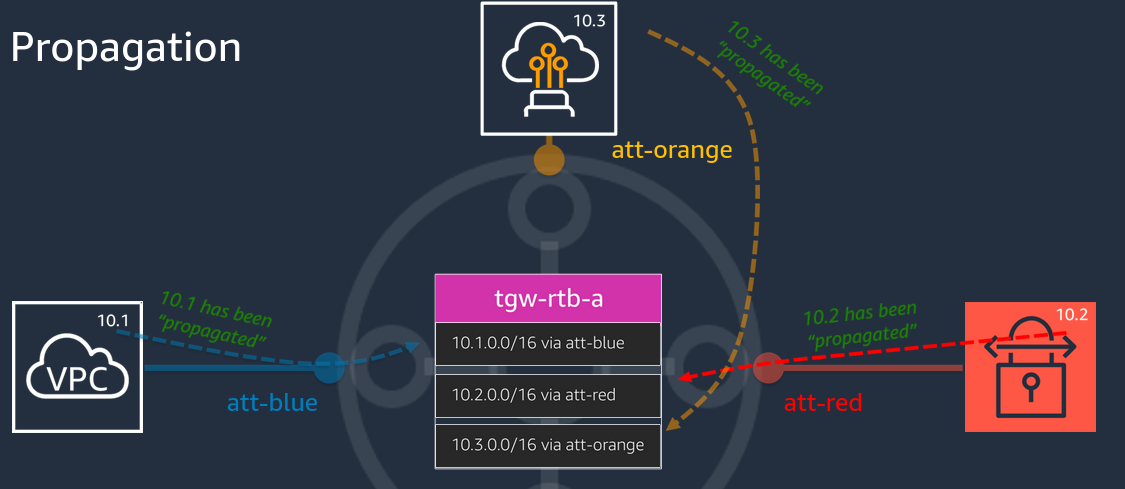 Propagation
10.3
10.3 has been
"propagated"
att-orange
tgw-rtb-a
10.1.0.0/16 via att-blue
10.2.0.0/16 via att-red
10.3.0.0/16 via att-orange
10.1 has been
"propagated"
10.1
VPC
att-blue
10.2 has been
"propagated"
10.2
att-red